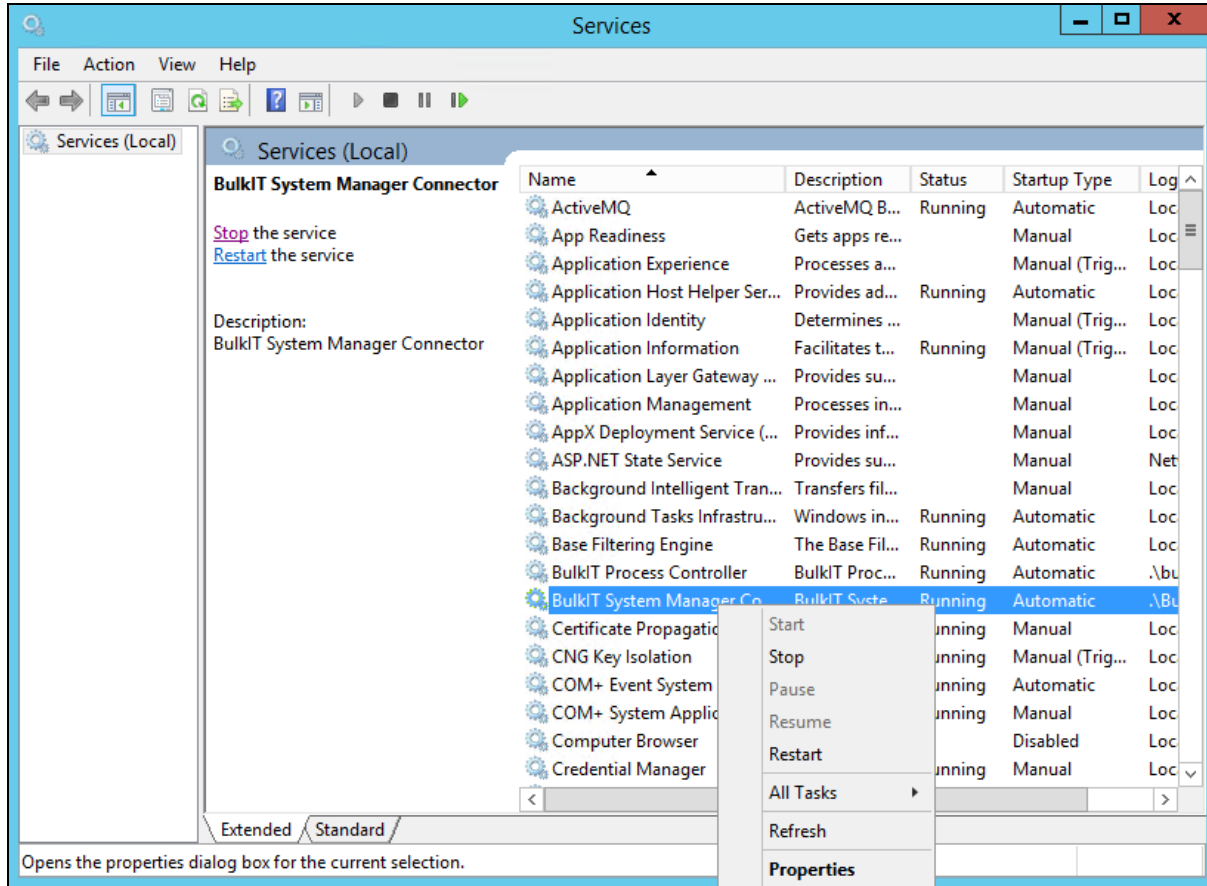 Services
File Action View Help
Services (Local)
Services (Local)
BulkIT System Manager Connector
Stop the service
Restart the service
Description:
BulkIT System Manager Connector
Name Description Status Startup Type Log
ActiveMQ ActiveMQ B... Running Automatic Loc
App Readiness Gets apps re... Manual Loc
Application Experience Processes a... Manual (Trig... Loc
Application Host Helper Ser... Provides ad... Running Automatic Loc
Application Identity Determines ... Manual (Trig... Loc
Application Information Facilitates t... Running Manual (Trig... Loc
Application Layer Gateway ... Provides su... Manual Loc
Application Management Processes in... Manual Loc
AppX Deployment Service (... Provides inf... Manual Loc
ASP.NET State Service Provides su... Manual Net
Background Intelligent Tran... Transfers fil... Manual Loc
Background Tasks Infrastru... Windows in... Running Automatic Loc
Base Filtering Engine The Base Fil... Running Automatic Loc
BulkIT Process Controller BulkIT Proc... Running Automatic .\bu
BulkIT System Manager Co... BulkIT Syste... Running Automatic .\Bu
Certificate Propagatio unning Manual Loc
CNG Key Isolation unning Manual (Trig... Loc
COM+ Event System unning Automatic Loc
COM+ System Applic unning Manual Loc
Computer Browser Disabled Loc
Credential Manager unning Manual Loc
Start
Stop
Pause
Resume
Restart
All Tasks
Refresh
Properties
Extended Standard
Opens the properties dialog box for the current selection.